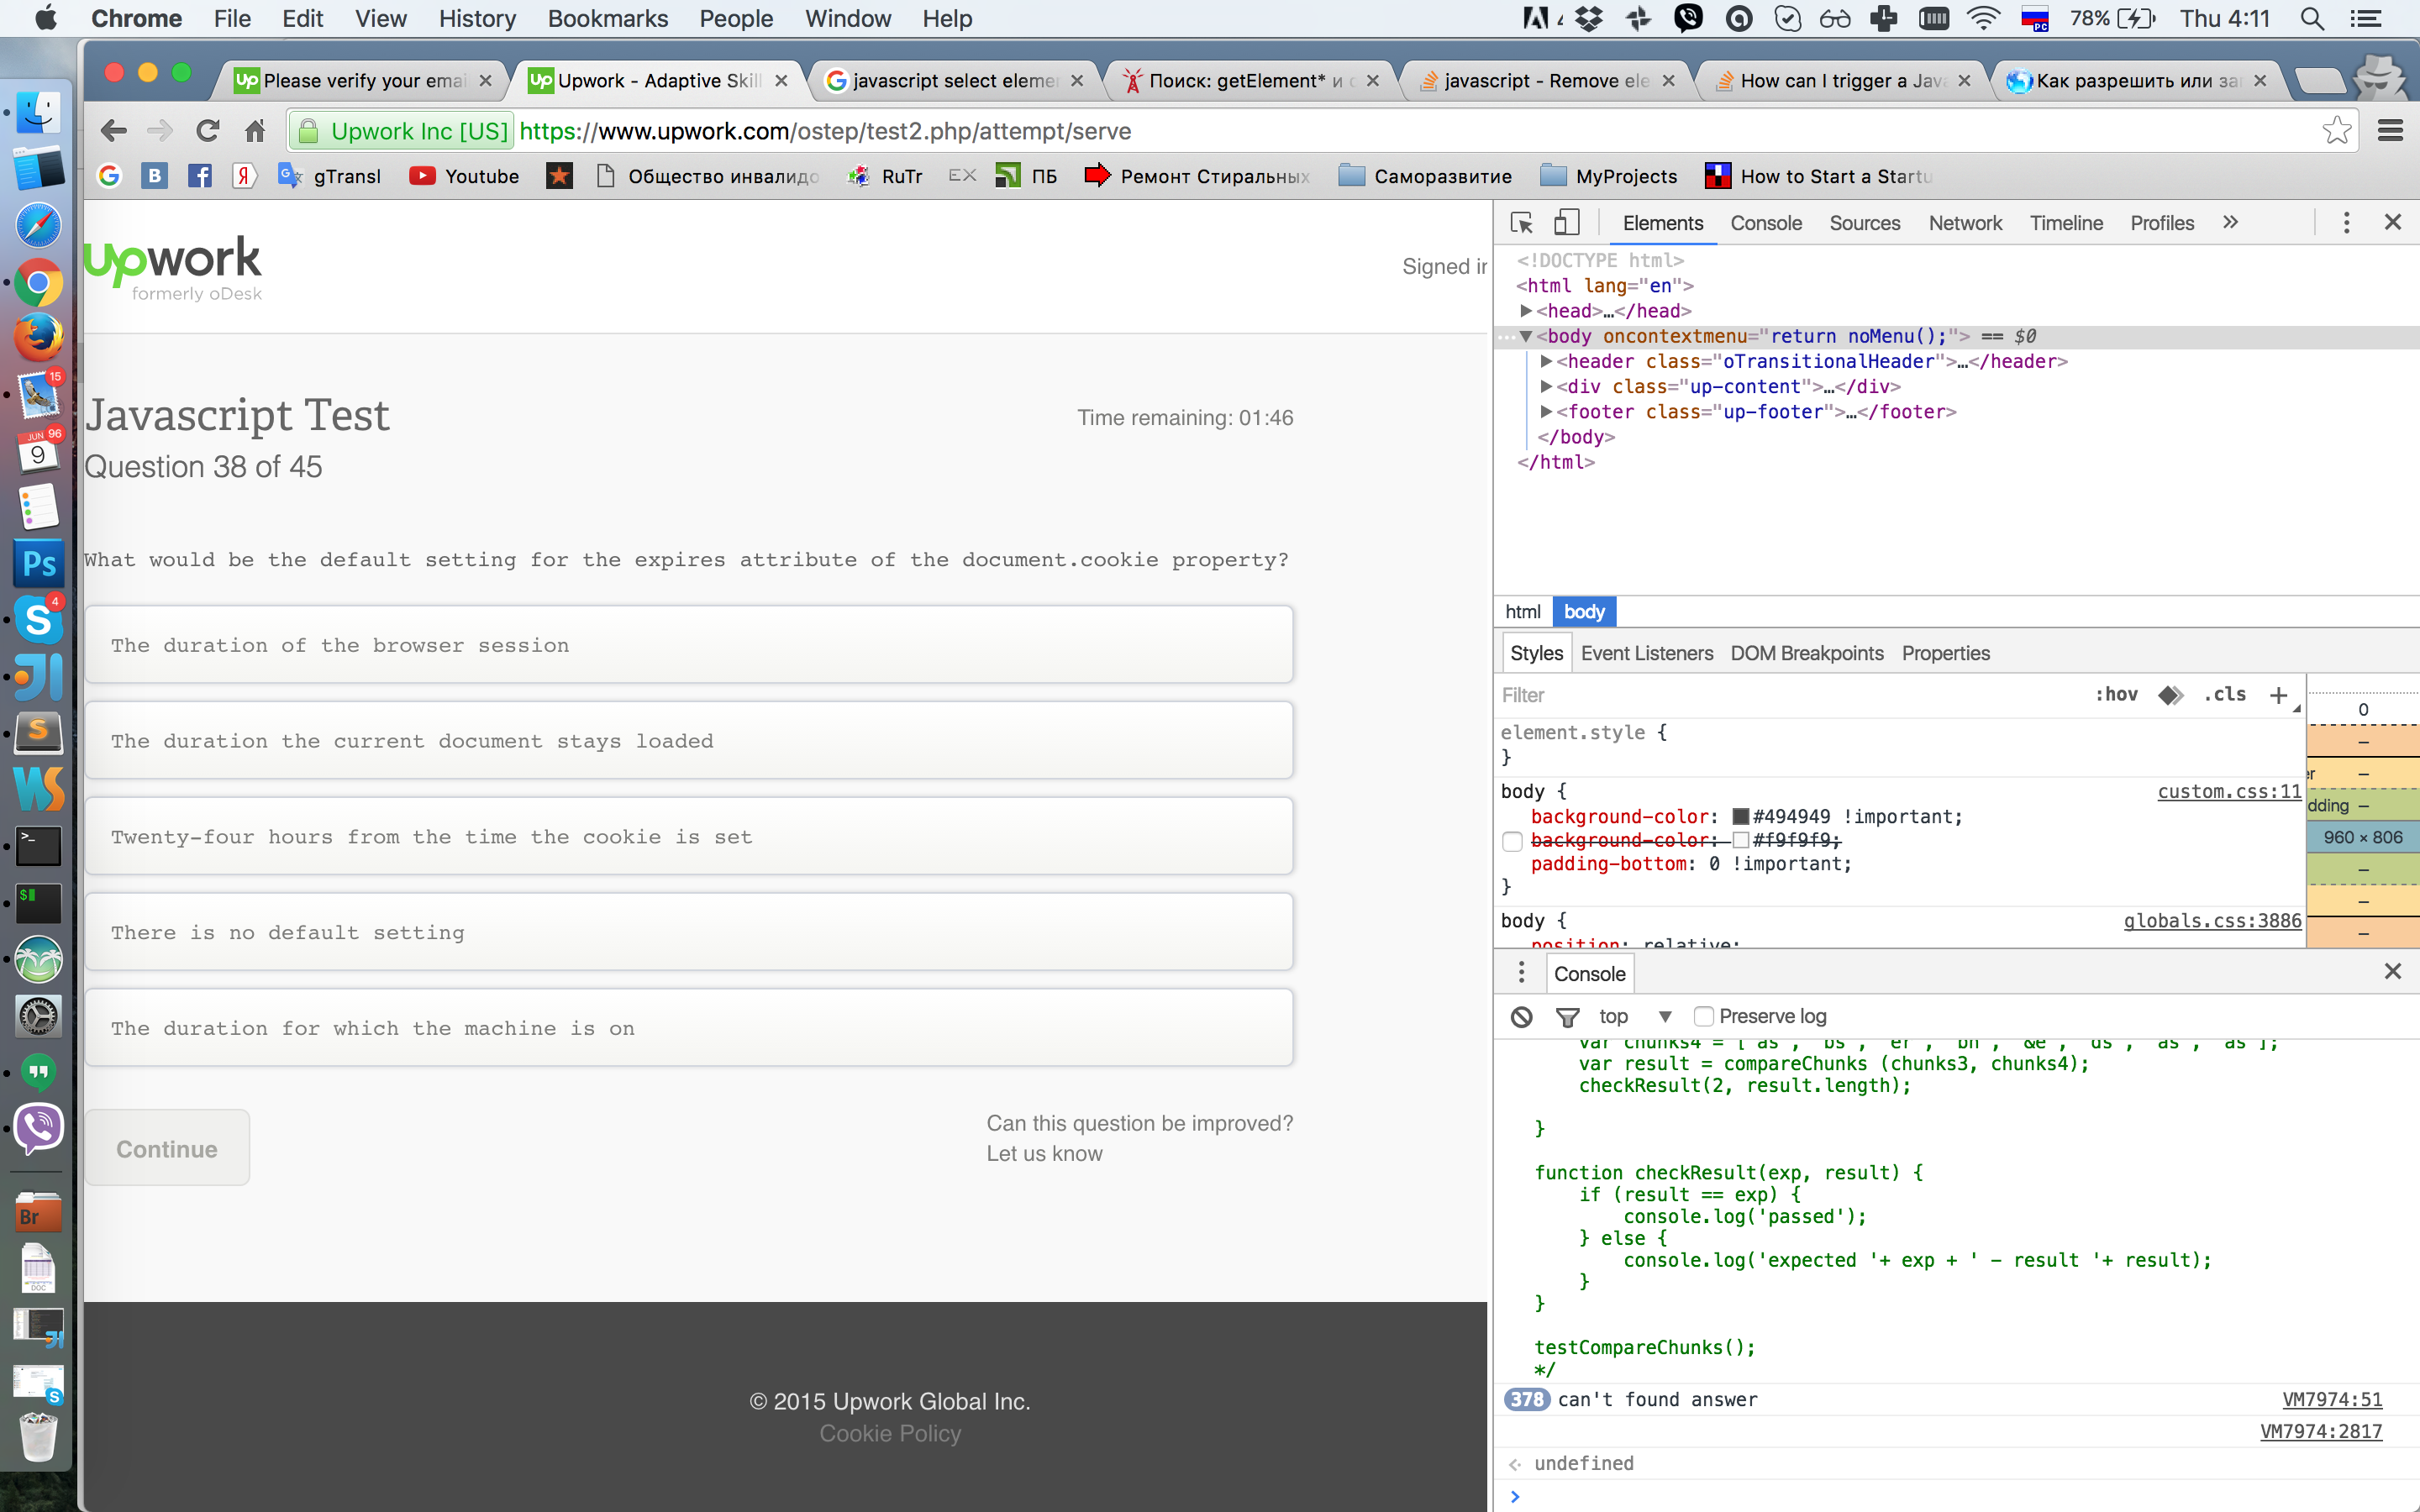 Chrome File Edit View History Bookmarks People Window Help
78% Thu 4:11
Please verify your emai
Upwork - Adaptive Skill
javascript select eleme
Поиск: getElement* и
javascript - Remove ele
How can I trigger a Java
Как разрешить или за
Upwork Inc [US] https://www.upwork.com/ostep/test2.php/attempt/serve
gTransl Youtube Общество инвалидо RuTr EX ПБ Ремонт Стиральных Саморазвитие MyProjects How to Start a Startu
upwork
formerly oDesk
Signed in
Javascript Test
Time remaining: 01:46
Question 38 of 45
What would be the default setting for the expires attribute of the document.cookie property?
The duration of the browser session
The duration the current document stays loaded
Twenty-four hours from the time the cookie is set
There is no default setting
The duration for which the machine is on
Continue
Can this question be improved?
Let us know
© 2015 Upwork Global Inc.
Cookie Policy
Elements Console Sources Network Timeline Profiles »
<!DOCTYPE html>
<html lang="en">
<head>…</head>
<body oncontextmenu="return noMenu();"> == $0
<header class="oTransitionalHeader">…</header>
<div class="up-content">…</div>
<footer class="up-footer">…</footer>
</body>
</html>
html body
Styles Event Listeners DOM Breakpoints Properties
Filter :hov .cls +
element.style {
}
body { custom.css:11
background-color: #494949 !important;
background-color: #f9f9f9;
padding-bottom: 0 !important;
}
body { globals.css:3886
position: relative;
0
–
er –
dding –
960 × 806
–
–
–
Console
top Preserve log
var chunks4 = ['as', 'bs', 'er', 'bh', '&e', 'ds', 'as', 'as'];
var result = compareChunks (chunks3, chunks4);
checkResult(2, result.length);
}
function checkResult(exp, result) {
if (result == exp) {
console.log('passed');
} else {
console.log('expected '+ exp + ' - result '+ result);
}
}
testCompareChunks();
*/
378 can't found answer VM7974:51
VM7974:2817
undefined
15
JUN 96
9
Ps
4
Br
DOC